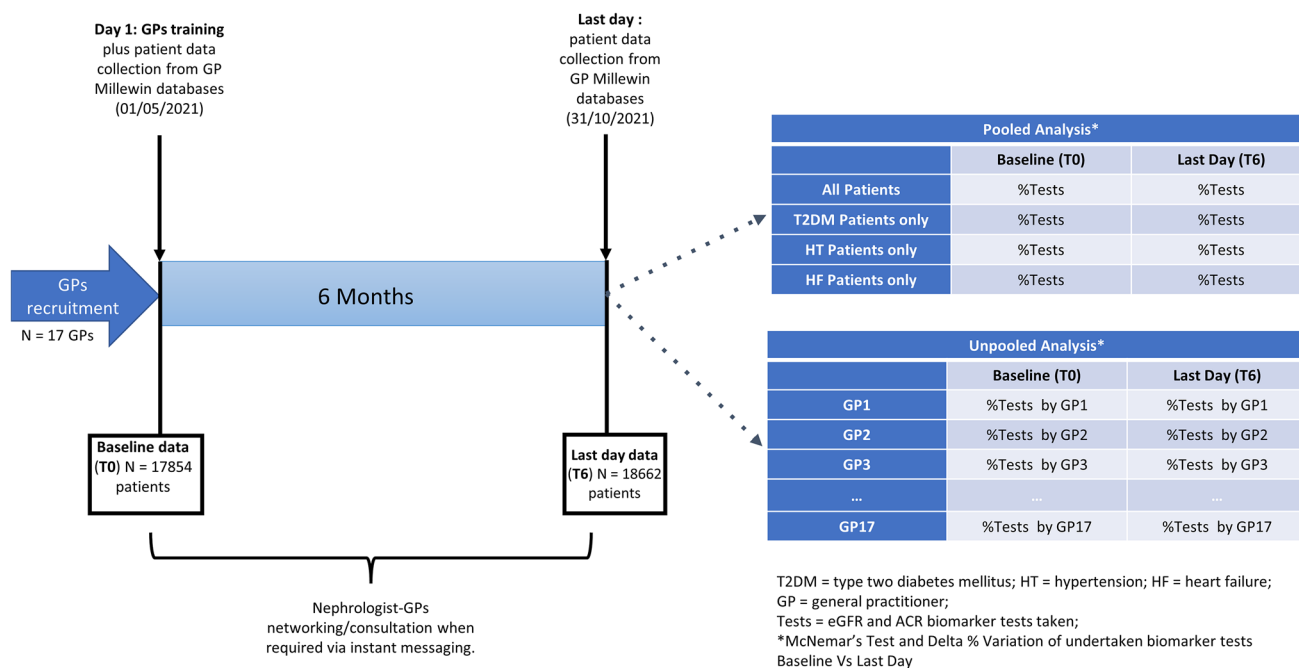 Day 1: GPs training
plus patient data
collection from GP
Millewin databases
(01/05/2021)
Last day :
patient data
collection from
GP Millewin
databases
(31/10/2021)
GPs
recruitment
N = 17 GPs
6 Months
Baseline data
(T0) N = 17854
patients
Last day data
(T6) N = 18662
patients
Nephrologist-GPs
networking/consultation when
required via instant messaging.
Pooled Analysis*
Baseline (T0) Last Day (T6)
All Patients %Tests %Tests
T2DM Patients only %Tests %Tests
HT Patients only %Tests %Tests
HF Patients only %Tests %Tests
Unpooled Analysis*
Baseline (T0) Last Day (T6)
GP1 %Tests by GP1 %Tests by GP1
GP2 %Tests by GP2 %Tests by GP2
GP3 %Tests by GP3 %Tests by GP3
... ... ...
GP17 %Tests by GP17 %Tests by GP17
T2DM = type two diabetes mellitus; HT = hypertension; HF = heart failure;
GP = general practitioner;
Tests = eGFR and ACR biomarker tests taken;
*McNemar's Test and Delta % Variation of undertaken biomarker tests
Baseline Vs Last Day